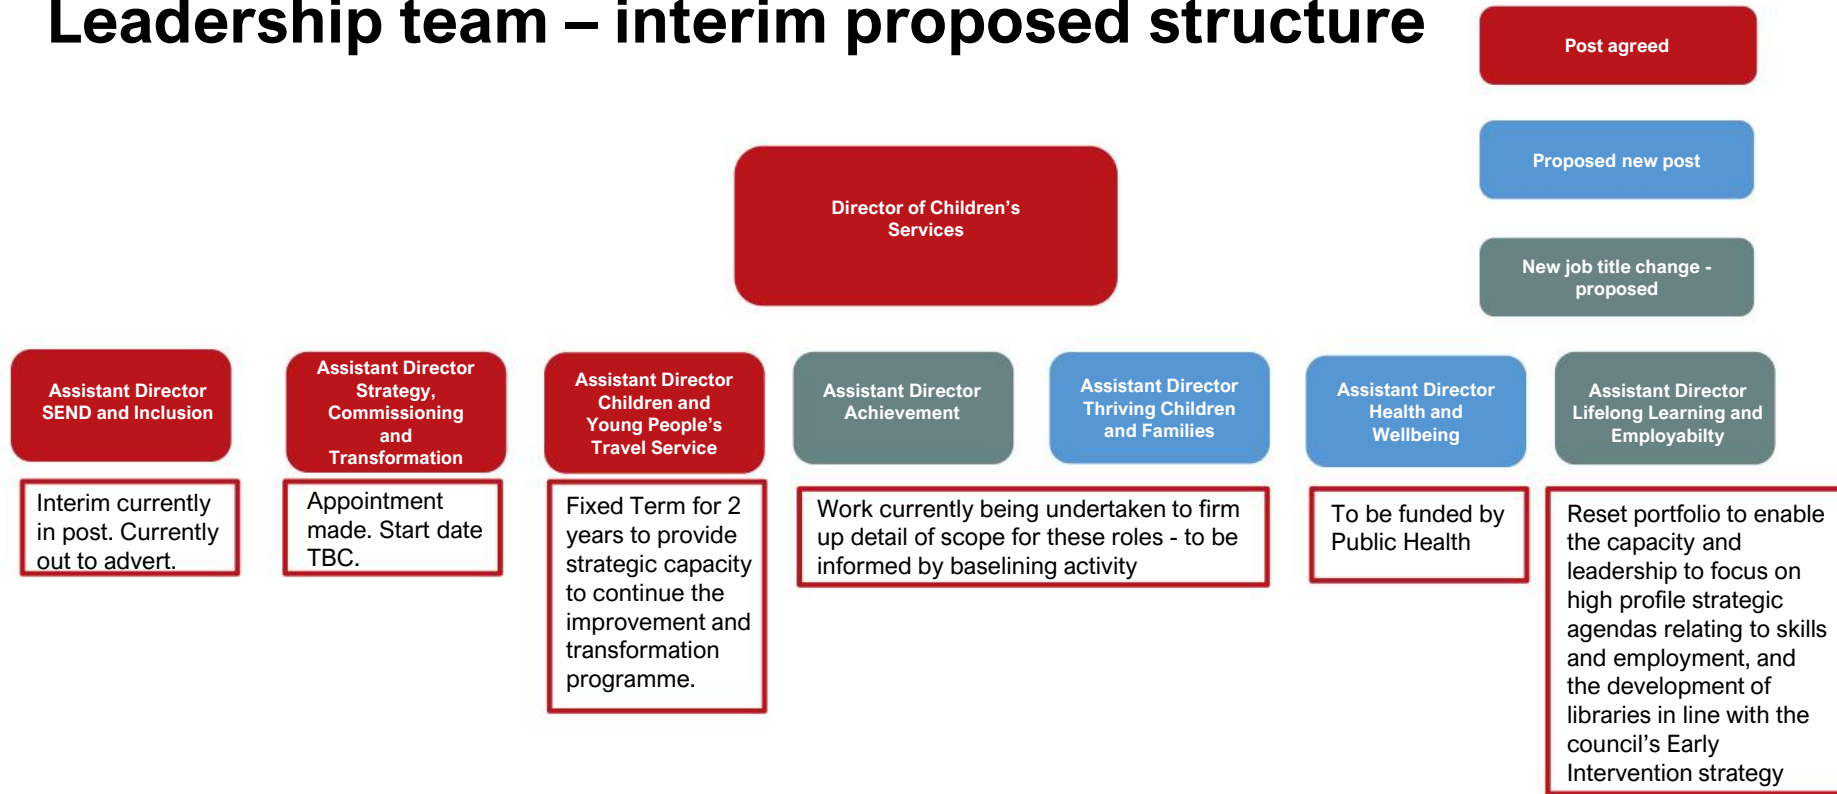 Leadership team – interim proposed structure
Post agreed
Proposed new post
New job title change -
proposed
Director of Children’s
Services
Assistant Director
SEND and Inclusion
Assistant Director
Strategy,
Commissioning
and
Transformation
Assistant Director
Children and
Young People’s
Travel Service
Assistant Director
Achievement
Assistant Director
Thriving Children
and Families
Assistant Director
Health and
Wellbeing
Assistant Director
Lifelong Learning and
Employabilty
Interim currently
in post. Currently
out to advert.
Appointment
made. Start date
TBC.
Fixed Term for 2
years to provide
strategic capacity
to continue the
improvement and
transformation
programme.
Work currently being undertaken to firm
up detail of scope for these roles - to be
informed by baselining activity
To be funded by
Public Health
Reset portfolio to enable
the capacity and
leadership to focus on
high profile strategic
agendas relating to skills
and employment, and
the development of
libraries in line with the
council’s Early
Intervention strategy